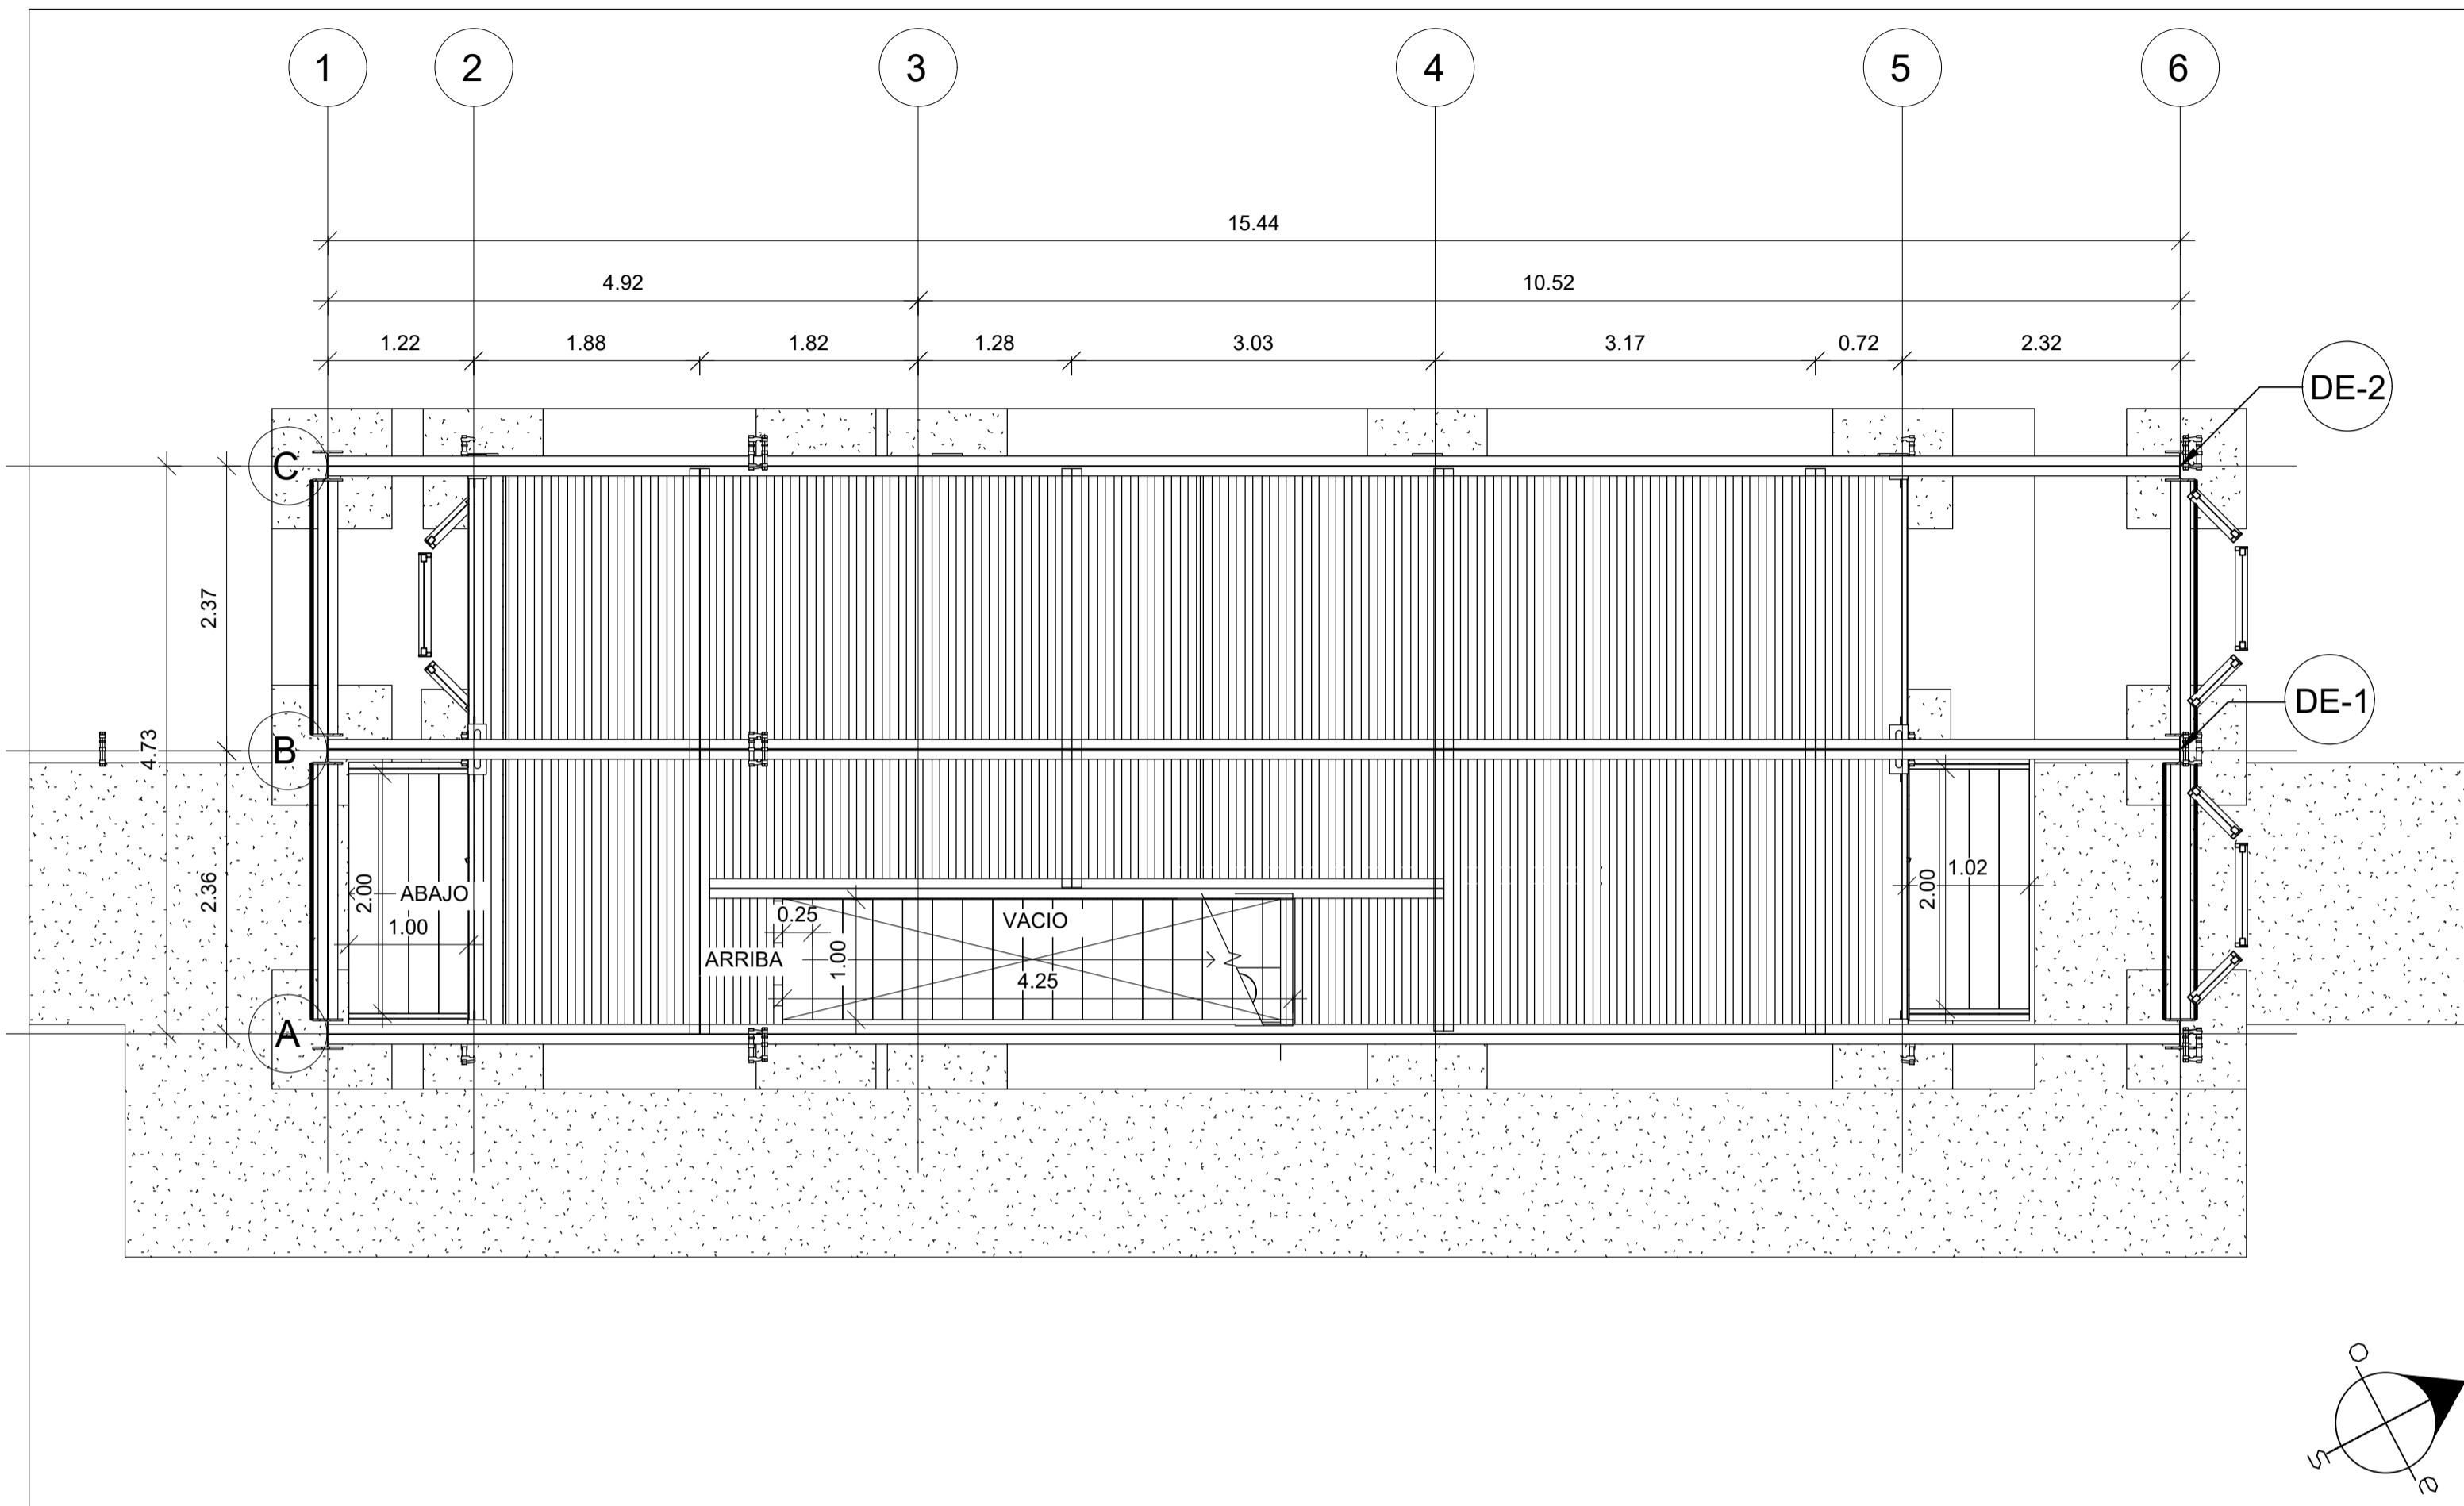 1 2 3 4 5 6
15.44
4.92 10.52
1.22 1.88 1.82 1.28 3.03 3.17 0.72 2.32
DE-2
C
2.37
DE-1
B
4.73
2.36
2.00
ABAJO
1.00
0.25
VACIO
ARRIBA
1.00
4.25
1.02
2.00
A
o
s
e